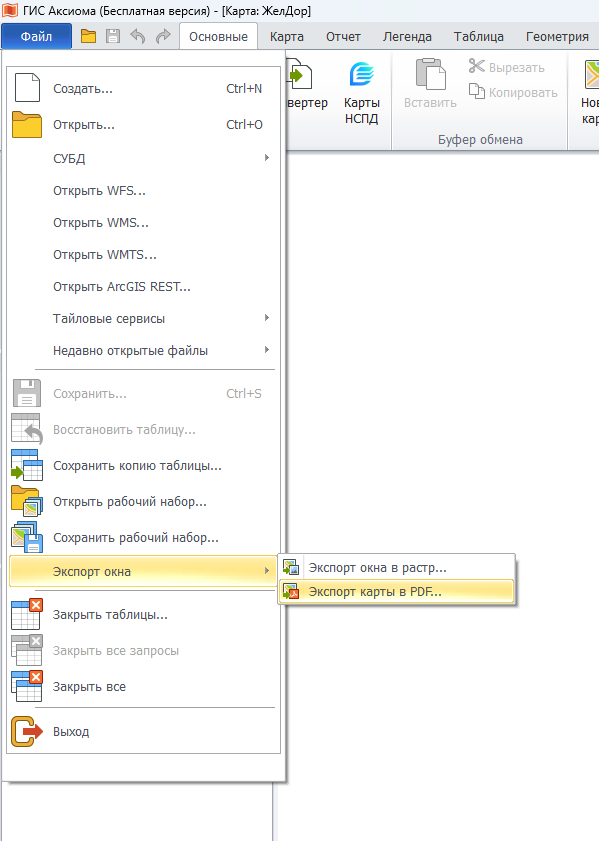 ГИС Аксиома (Бесплатная версия) - [Карта: ЖелДор]
Файл Основные Карта Отчет Легенда Таблица Геометрия
Создать... Ctrl+N
Открыть... Ctrl+O
СУБД
Открыть WFS...
Открыть WMS...
Открыть WMTS...
Открыть ArcGIS REST...
Тайловые сервисы
Недавно открытые файлы
Сохранить... Ctrl+S
Восстановить таблицу...
Сохранить копию таблицы...
Открыть рабочий набор...
Сохранить рабочий набор...
Экспорт окна
Экспорт окна в растр...
Экспорт карты в PDF...
Закрыть таблицы...
Закрыть все запросы
Закрыть все
Выход
вертер
Карты
НСПД
Вставить
Вырезать
Копировать
Буфер обмена
Нов
кар